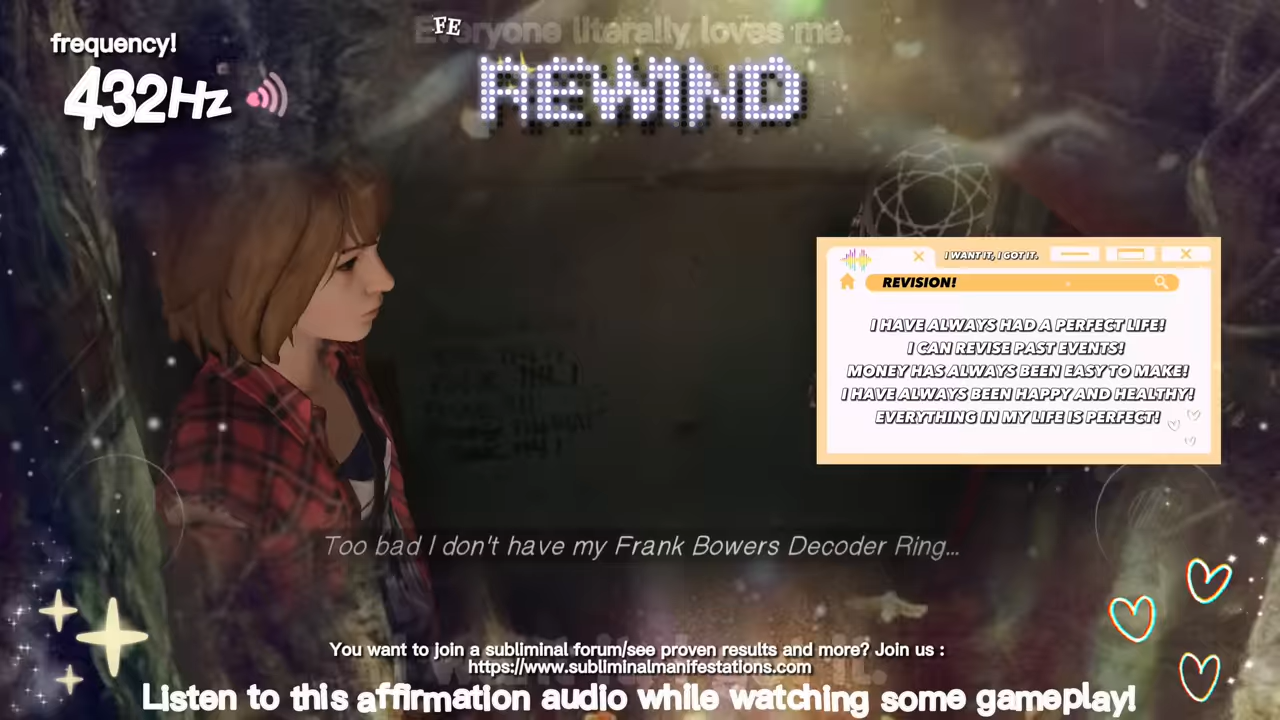 Everyone literally loves me.
FE
frequency!
REWIND
432Hz
I WANT IT, I GOT IT.
REVISION!
I HAVE ALWAYS HAD A PERFECT LIFE!
I CAN REVISE PAST EVENTS!
MONEY HAS ALWAYS BEEN EASY TO MAKE!
I HAVE ALWAYS BEEN HAPPY AND HEALTHY!
EVERYTHING IN MY LIFE IS PERFECT!
Too bad I don't have my Frank Bowers Decoder Ring...
You want to join a subliminal forum/see proven results and more? Join us :
https://www.subliminalmanifestations.com
Listen to this affirmation audio while watching some gameplay!